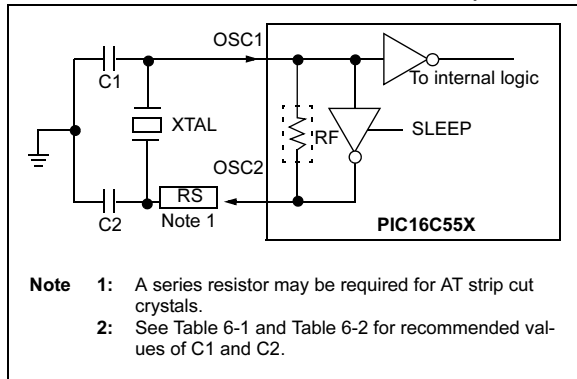 OSC1
C1
To internal logic
XTAL
RF
SLEEP
OSC2
RS
C2
Note 1
PIC16C55X
Note 1: A series resistor may be required for AT strip cut
crystals.
2: See Table 6-1 and Table 6-2 for recommended val-
ues of C1 and C2.